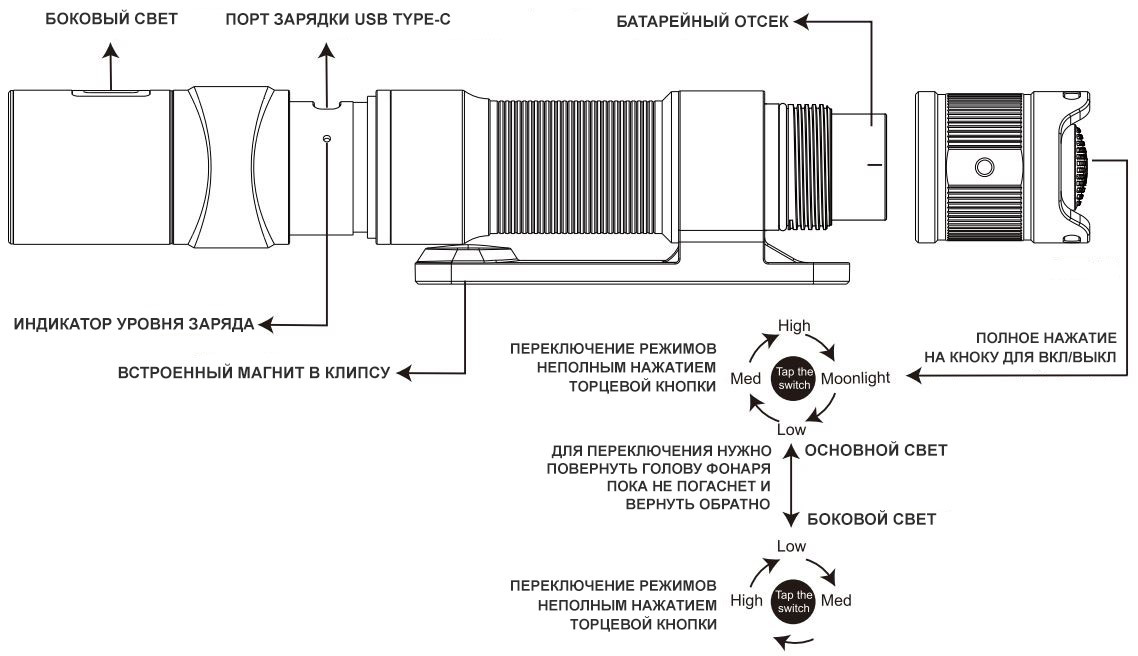 БОКОВЫЙ СВЕТ
ПОРТ ЗАРЯДКИ USB TYPE-C
БАТАРЕЙНЫЙ ОТСЕК
ИНДИКАТОР УРОВНЯ ЗАРЯДА
ВСТРОЕННЫЙ МАГНИТ В КЛИПСУ
ПОЛНОЕ НАЖАТИЕ
НА КНОКУ ДЛЯ ВКЛ/ВЫКЛ
ПЕРЕКЛЮЧЕНИЕ РЕЖИМОВ
НЕПОЛНЫМ НАЖАТИЕМ
ТОРЦЕВОЙ КНОПКИ
High
Med
Tap the
switch
Moonlight
Low
ДЛЯ ПЕРЕКЛЮЧЕНИЯ НУЖНО
ПОВЕРНУТЬ ГОЛОВУ ФОНАРЯ
ПОКА НЕ ПОГАСНЕТ И
ВЕРНУТЬ ОБРАТНО
ОСНОВНОЙ СВЕТ
БОКОВОЙ СВЕТ
ПЕРЕКЛЮЧЕНИЕ РЕЖИМОВ
НЕПОЛНЫМ НАЖАТИЕМ
ТОРЦЕВОЙ КНОПКИ
Low
High
Tap the
switch
Med